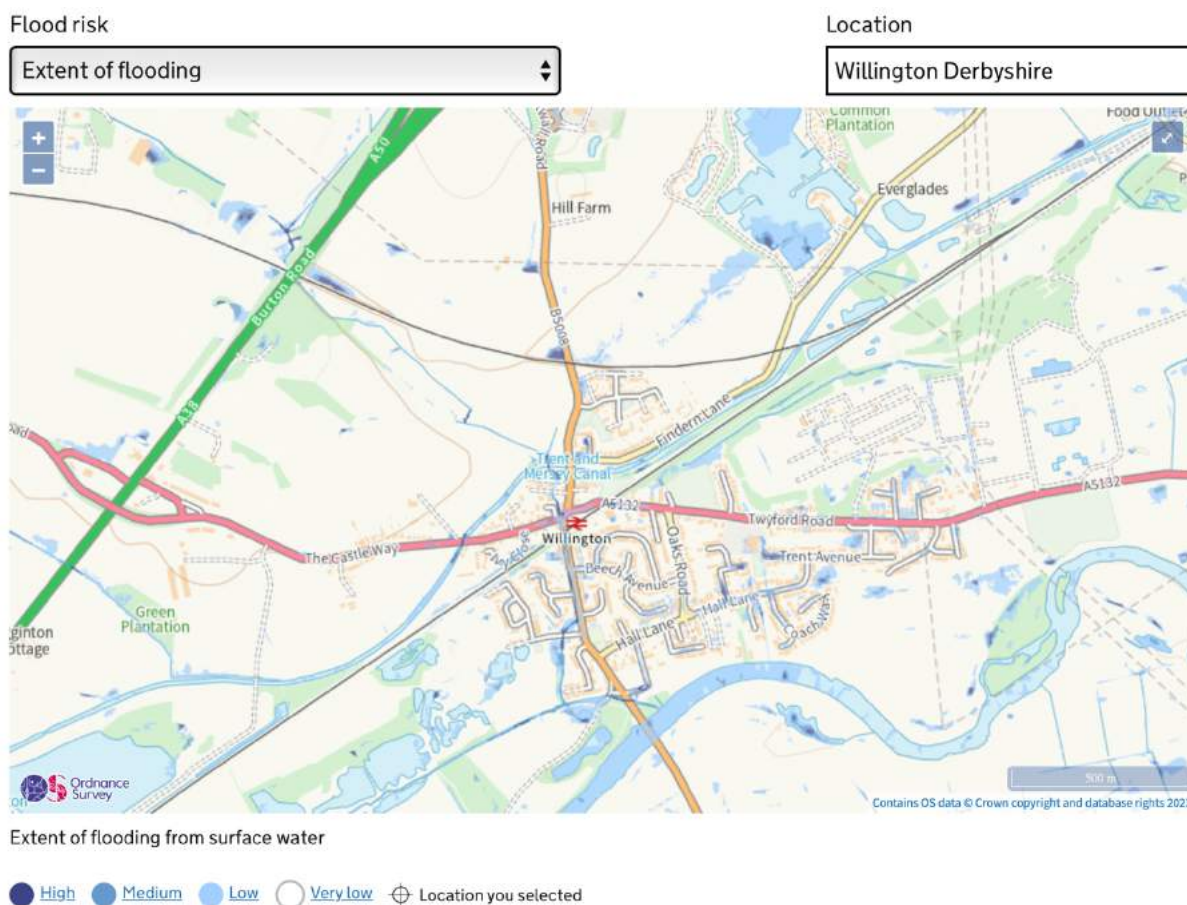 Flood risk
Location
Extent of flooding
Willington Derbyshire
+
−
A50
Common
Plantation
Hill Farm
Everglades
Burton Road
B5008
A38
Findern Lane
Trent and
Mersey Canal
A5132
A5132
Twyford Road
The Castle Way
Willington
Oaks Road
Beech Avenue
Trent Avenue
Hall Lane
Hall Lane
Green
Plantation
Ordnance
Survey
500 m
Contains OS data © Crown copyright and database rights
Extent of flooding from surface water
High Medium Low Very low Location you selected